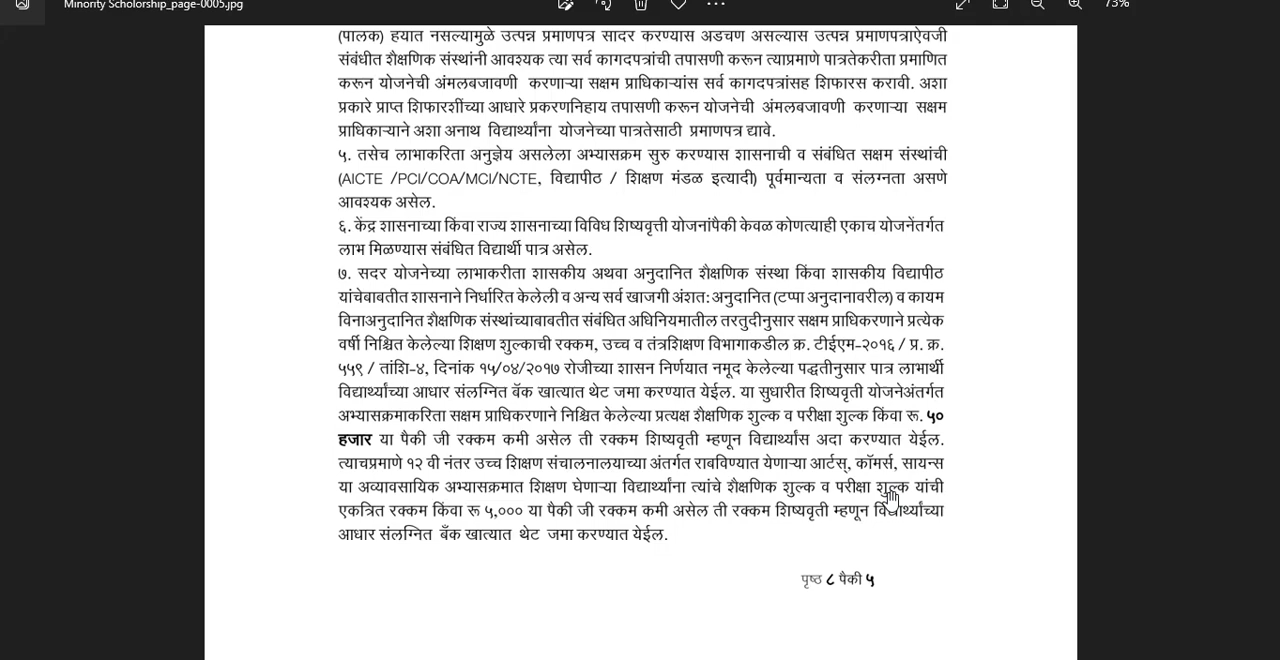 Minority Scholorship_page-0005.jpg
73%
(पालक) हयात नसल्यामुळे उत्पन्न प्रमाणपत्र सादर करण्यास अडचण असल्यास उत्पन्न प्रमाणपत्राऐवजी
संबंधीत शैक्षणिक संस्थांनी आवश्यक त्या सर्व कागदपत्रांची तपासणी करून त्याप्रमाणे पात्रतेकरीता प्रमाणित
करून योजनेची अंमलबजावणी करणाऱ्या सक्षम प्राधिकाऱ्यांस सर्व कागदपत्रांसह शिफारस करावी. अशा
प्रकारे प्राप्त शिफारशींच्या आधारे प्रकरणनिहाय तपासणी करून योजनेची अंमलबजावणी करणाऱ्या सक्षम
प्राधिकाऱ्याने अशा अनाथ विद्यार्थ्यांना योजनेच्या पात्रतेसाठी प्रमाणपत्र द्यावे.
५. तसेच लाभाकरिता अनुज्ञेय असलेला अभ्यासक्रम सुरु करण्यास शासनाची व संबंधित सक्षम संस्थांची
(AICTE /PCI/COA/MCI/NCTE, विद्यापीठ / शिक्षण मंडळ इत्यादी) पूर्वमान्यता व संलग्नता असणे
आवश्यक असेल.
६. केंद्र शासनाच्या किंवा राज्य शासनाच्या विविध शिष्यवृत्ती योजनांपैकी केवळ कोणत्याही एकाच योजनेंतर्गत
लाभ मिळण्यास संबंधित विद्यार्थी पात्र असेल.
७. सदर योजनेच्या लाभाकरीता शासकीय अथवा अनुदानित शैक्षणिक संस्था किंवा शासकीय विद्यापीठ
यांचेबाबतीत शासनाने निर्धारित केलेली व अन्य सर्व खाजगी अंशत: अनुदानित (टप्पा अनुदानावरील) व कायम
विनाअनुदानित शैक्षणिक संस्थांच्याबाबतीत संबंधित अधिनियमातील तरतुदीनुसार सक्षम प्राधिकरणाने प्रत्येक
वर्षी निश्चित केलेल्या शिक्षण शुल्काची रक्कम, उच्च व तंत्रशिक्षण विभागाकडील क्र. टीईएम-२०१६ / प्र. क्र.
५५९ / तांशि-४, दिनांक १५/०४/२०१७ रोजीच्या शासन निर्णयात नमूद केलेल्या पद्धतीनुसार पात्र लाभार्थी
विद्यार्थ्यांच्या आधार संलग्नित बँक खात्यात थेट जमा करण्यात येईल. या सुधारीत शिष्यवृती योजनेअंतर्गत
अभ्यासक्रमाकरिता सक्षम प्राधिकरणाने निश्चित केलेल्या प्रत्यक्ष शैक्षणिक शुल्क व परीक्षा शुल्क किंवा रू. ५०
हजार या पैकी जी रक्कम कमी असेल ती रक्कम शिष्यवृती म्हणून विद्यार्थ्यांस अदा करण्यात येईल.
त्याचप्रमाणे १२ वी नंतर उच्च शिक्षण संचालनालयाच्या अंतर्गत राबविण्यात येणाऱ्या आर्टस्, कॉमर्स, सायन्स
या अव्यावसायिक अभ्यासक्रमात शिक्षण घेणाऱ्या विद्यार्थ्यांना त्यांचे शैक्षणिक शुल्क व परीक्षा शुल्क यांची
एकत्रित रक्कम किंवा रू ५,००० या पैकी जी रक्कम कमी असेल ती रक्कम शिष्यवृती म्हणून विद्यार्थ्यांच्या
आधार संलग्नित बँक खात्यात थेट जमा करण्यात येईल.
पृष्ठ ८ पैकी ५